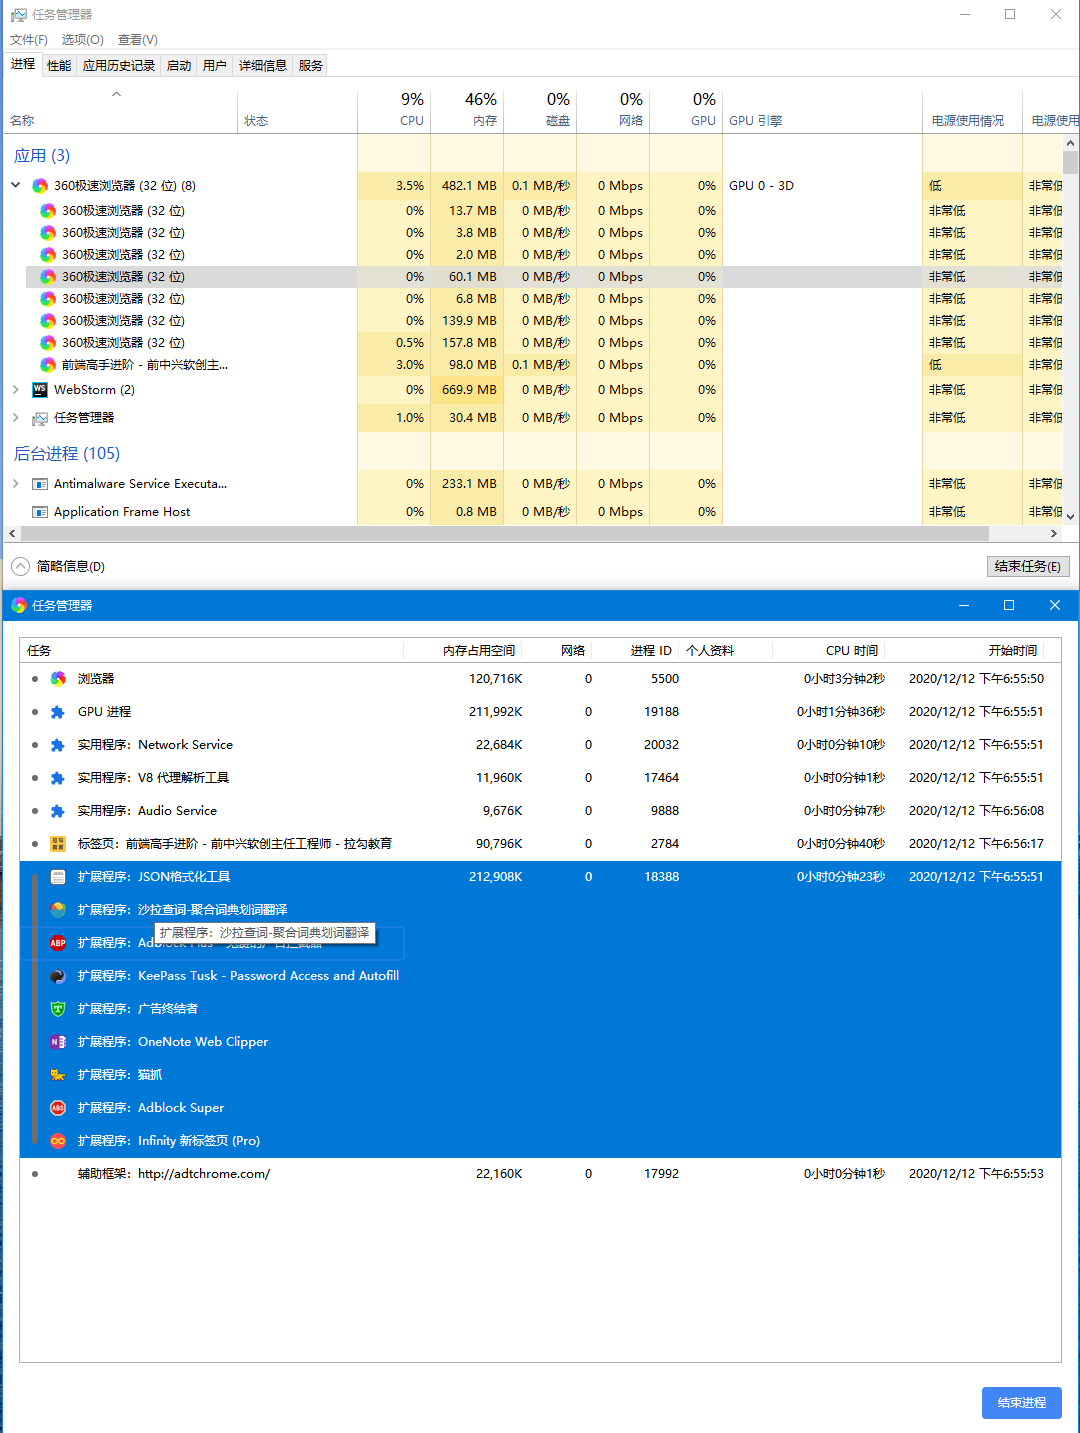 任务管理器
文件(F) 选项(O) 查看(V)
进程 性能 应用历史记录 启动 用户 详细信息 服务
9% 46% 0% 0% 0%
名称 状态 CPU 内存 磁盘 网络 GPU GPU 引擎 电源使用情况 电源使用
应用 (3)
360极速浏览器 (32 位) (8) 3.5% 482.1 MB 0.1 MB/秒 0 Mbps 0% GPU 0 - 3D 低 非常低
360极速浏览器 (32 位) 0% 13.7 MB 0 MB/秒 0 Mbps 0% 非常低 非常低
360极速浏览器 (32 位) 0% 3.8 MB 0 MB/秒 0 Mbps 0% 非常低 非常低
360极速浏览器 (32 位) 0% 2.0 MB 0 MB/秒 0 Mbps 0% 非常低 非常低
360极速浏览器 (32 位) 0% 60.1 MB 0 MB/秒 0 Mbps 0% 非常低 非常低
360极速浏览器 (32 位) 0% 6.8 MB 0 MB/秒 0 Mbps 0% 非常低 非常低
360极速浏览器 (32 位) 0% 139.9 MB 0 MB/秒 0 Mbps 0% 非常低 非常低
360极速浏览器 (32 位) 0.5% 157.8 MB 0 MB/秒 0 Mbps 0% 非常低 非常低
前端高手进阶 - 前中兴软创主... 3.0% 98.0 MB 0.1 MB/秒 0 Mbps 0% 低 非常低
WebStorm (2) 0% 669.9 MB 0 MB/秒 0 Mbps 0% 非常低 非常低
任务管理器 1.0% 30.4 MB 0 MB/秒 0 Mbps 0% 非常低 非常低
后台进程 (105)
Antimalware Service Executa... 0% 233.1 MB 0 MB/秒 0 Mbps 0% 非常低 非常低
Application Frame Host 0% 0.8 MB 0 MB/秒 0 Mbps 0% 非常低 非常低
简略信息(D) 结束任务(E)
任务管理器
任务 内存占用空间 网络 进程 ID 个人资料 CPU 时间 开始时间
浏览器 120,716K 0 5500 0小时3分钟2秒 2020/12/12 下午6:55:50
GPU 进程 211,992K 0 19188 0小时1分钟36秒 2020/12/12 下午6:55:51
实用程序：Network Service 22,684K 0 20032 0小时0分钟10秒 2020/12/12 下午6:55:51
实用程序：V8 代理解析工具 11,960K 0 17464 0小时0分钟1秒 2020/12/12 下午6:55:51
实用程序：Audio Service 9,676K 0 9888 0小时0分钟7秒 2020/12/12 下午6:56:08
标签页：前端高手进阶 - 前中兴软创主任工程师 - 拉勾教育 90,796K 0 2784 0小时0分钟40秒 2020/12/12 下午6:56:17
扩展程序：JSON格式化工具 212,908K 0 18388 0小时0分钟23秒 2020/12/12 下午6:55:51
扩展程序：沙拉查词-聚合词典划词翻译
扩展程序：沙拉查词-聚合词典划词翻译
ABP 扩展程序：
扩展程序：KeePass Tusk - Password Access and Autofill
扩展程序：广告终结者
扩展程序：OneNote Web Clipper
扩展程序：猫抓
扩展程序：Adblock Super
扩展程序：Infinity 新标签页 (Pro)
辅助框架：http://adtchrome.com/ 22,160K 0 17992 0小时0分钟1秒 2020/12/12 下午6:55:53
结束进程